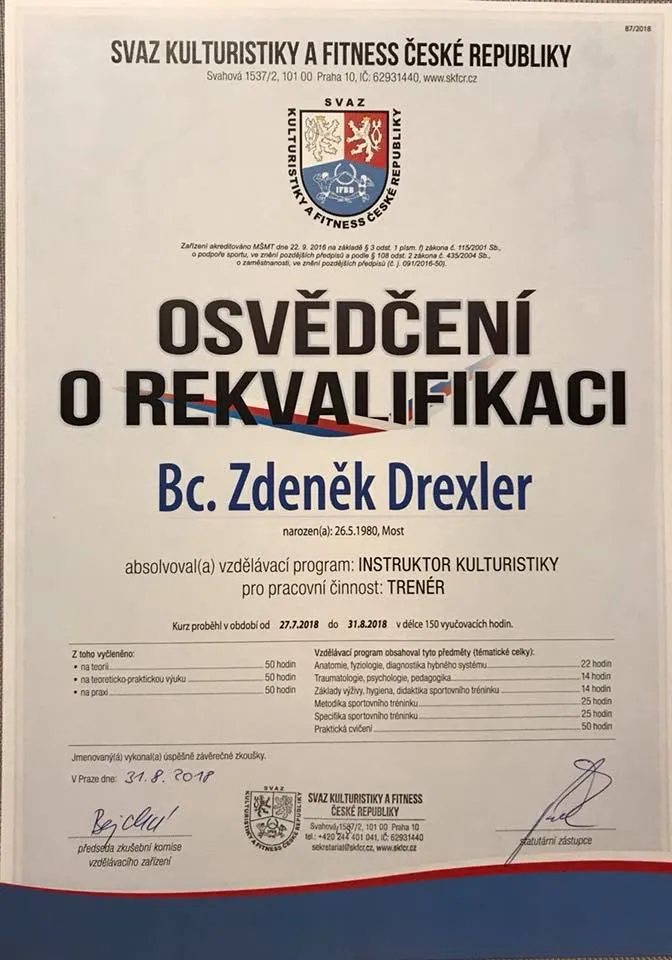 87/2018
SVAZ KULTURISTIKY A FITNESS ČESKÉ REPUBLIKY
Svahová 1537/2, 101 00 Praha 10, IČ: 62931440, www.skfcr.cz
SVAZ
KULTURISTIKY A FITNESS ČESKÉ REPUBLIKY
IFBB
Zařízení akreditováno MŠMT dne 22. 9. 2016 na základě § 3 odst. 1 písm. f) zákona č. 115/2001 Sb.,
o podpoře sportu, ve znění pozdějších předpisů a podle § 108 odst. 2 zákona č. 435/2004 Sb.,
o zaměstnanosti, ve znění pozdějších předpisů (č. j. 091/2016-50).
OSVĚDČENÍ
O REKVALIFIKACI
Bc. Zdeněk Drexler
narozen(a): 26.5.1980, Most
absolvoval(a) vzdělávací program: INSTRUKTOR KULTURISTIKY
pro pracovní činnost: TRENÉR
Kurz proběhl v období od 27.7.2018 do 31.8.2018 v délce 150 vyučovacích hodin.
Z toho vyčleněno:
• na teorii 50 hodin
• na teoreticko-praktickou výuku 50 hodin
• na praxi 50 hodin
Vzdělávací program obsahoval tyto předměty (tématické celky):
Anatomie, fyziologie, diagnostika hybného systému 22 hodin
Traumatologie, psychologie, pedagogika 14 hodin
Základy výživy, hygiena, didaktika sportovního tréninku 14 hodin
Metodika sportovního tréninku 25 hodin
Specifika sportovního tréninku 25 hodin
Praktická cvičení 50 hodin
Jmenovaný(á) vykonal(a) úspěšně závěrečné zkoušky.
V Praze dne: 31.8.2018
předseda zkušební komise
vzdělávacího zařízení
SVAZ
KULTURISTIKY A FITNESS ČESKÉ REPUBLIKY
SVAZ KULTURISTIKY A FITNESS
ČESKÉ REPUBLIKY
Svahová 1537/2, 101 00 Praha 10
tel.: +420 244 401 041, IČ: 62931440
sekretariat@skfcr.cz, www.skfcr.cz
statutární zástupce